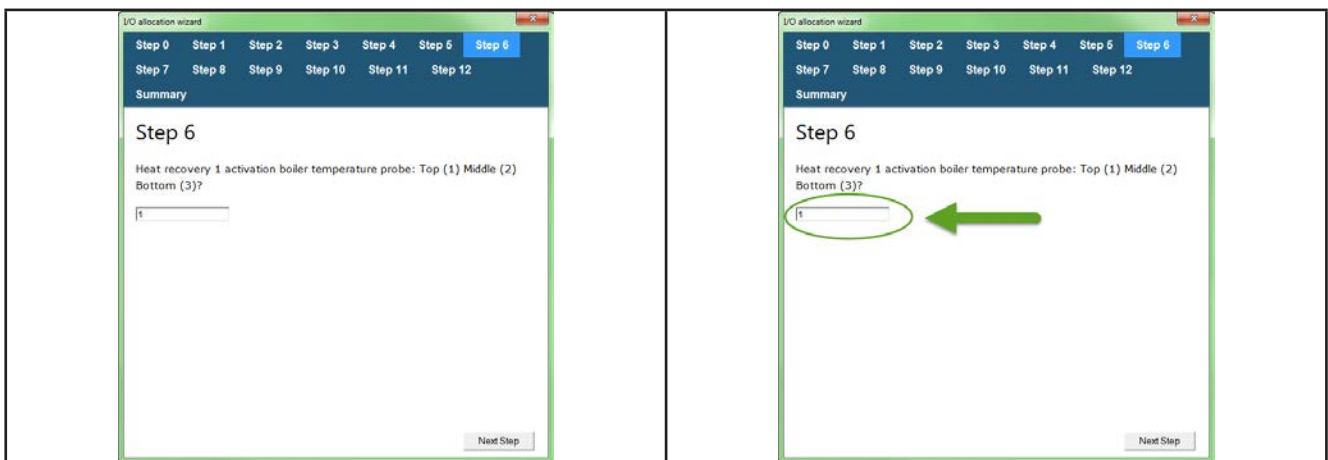 I/O allocation wizard
Step 0 Step 1 Step 2 Step 3 Step 4 Step 5 Step 6
Step 7 Step 8 Step 9 Step 10 Step 11 Step 12
Summary
Step 6
Heat recovery 1 activation boiler temperature probe: Top (1) Middle (2)
Bottom (3)?
1
Next Step
I/O allocation wizard
Step 0 Step 1 Step 2 Step 3 Step 4 Step 5 Step 6
Step 7 Step 8 Step 9 Step 10 Step 11 Step 12
Summary
Step 6
Heat recovery 1 activation boiler temperature probe: Top (1) Middle (2)
Bottom (3)?
1
Next Step